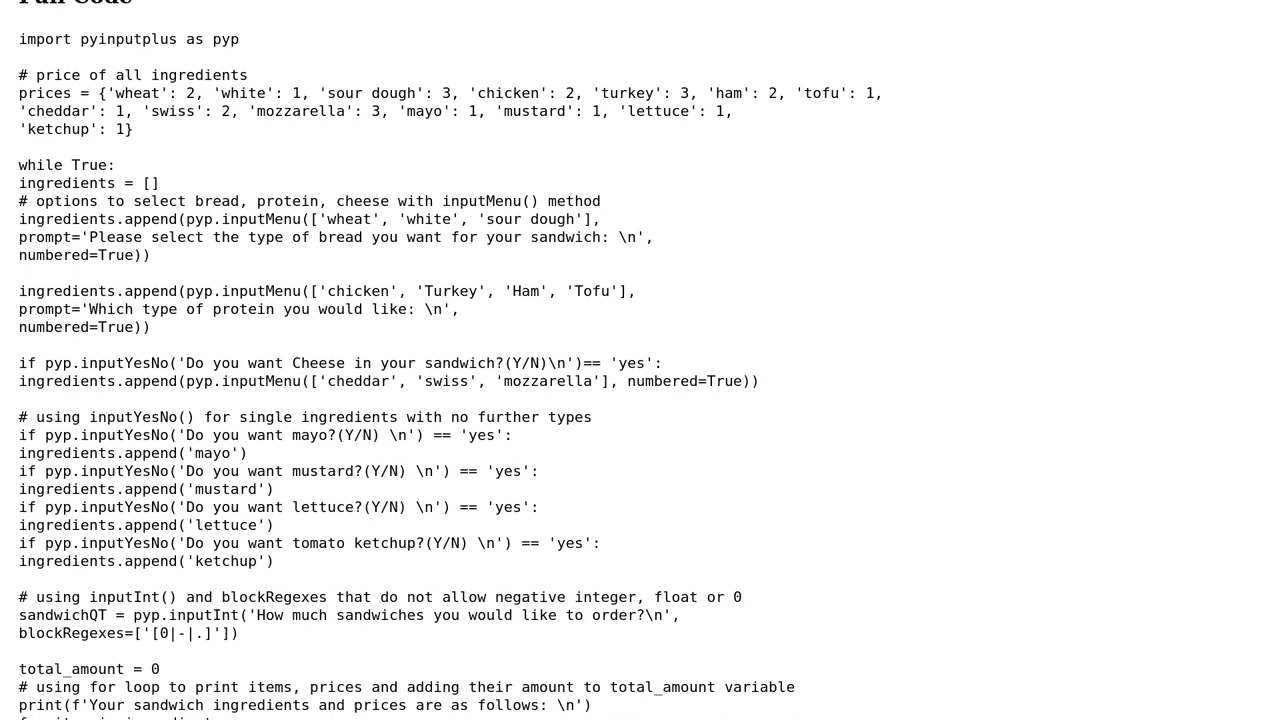 Full Code
import pyinputplus as pyp
# price of all ingredients
prices = {'wheat': 2, 'white': 1, 'sour dough': 3, 'chicken': 2, 'turkey': 3, 'ham': 2, 'tofu': 1,
'cheddar': 1, 'swiss': 2, 'mozzarella': 3, 'mayo': 1, 'mustard': 1, 'lettuce': 1,
'ketchup': 1}
while True:
ingredients = []
# options to select bread, protein, cheese with inputMenu() method
ingredients.append(pyp.inputMenu(['wheat', 'white', 'sour dough'],
prompt='Please select the type of bread you want for your sandwich: \n',
numbered=True))
ingredients.append(pyp.inputMenu(['chicken', 'Turkey', 'Ham', 'Tofu'],
prompt='Which type of protein you would like: \n',
numbered=True))
if pyp.inputYesNo('Do you want Cheese in your sandwich?(Y/N)\n')== 'yes':
ingredients.append(pyp.inputMenu(['cheddar', 'swiss', 'mozzarella'], numbered=True))
# using inputYesNo() for single ingredients with no further types
if pyp.inputYesNo('Do you want mayo?(Y/N) \n') == 'yes':
ingredients.append('mayo')
if pyp.inputYesNo('Do you want mustard?(Y/N) \n') == 'yes':
ingredients.append('mustard')
if pyp.inputYesNo('Do you want lettuce?(Y/N) \n') == 'yes':
ingredients.append('lettuce')
if pyp.inputYesNo('Do you want tomato ketchup?(Y/N) \n') == 'yes':
ingredients.append('ketchup')
# using inputInt() and blockRegexes that do not allow negative integer, float or 0
sandwichQT = pyp.inputInt('How much sandwiches you would like to order?\n',
blockRegexes=['[0|-|.]'])
total_amount = 0
# using for loop to print items, prices and adding their amount to total_amount variable
print(f'Your sandwich ingredients and prices are as follows: \n')